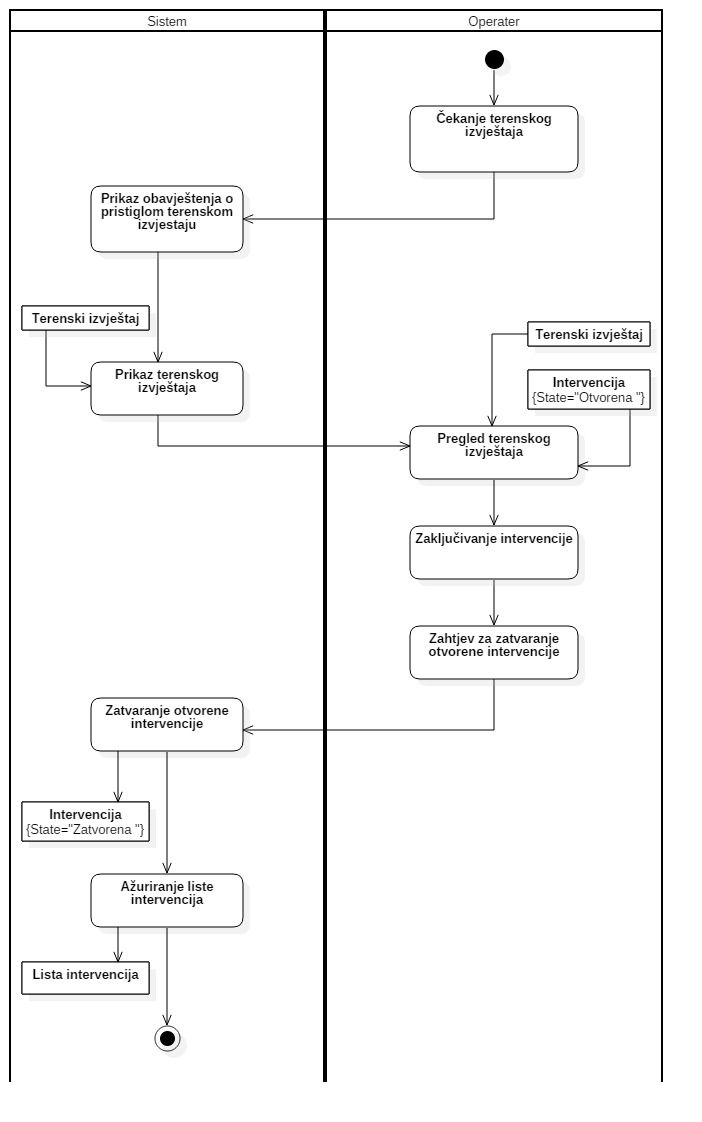 Sistem
Operater
Čekanje terenskog
izvještaja
Prikaz obavještenja o
pristiglom terenskom
izvjestaju
Terenski izvještaj
Terenski izvještaj
Prikaz terenskog
izvještaja
Intervencija
{State="Otvorena "}
Pregled terenskog
izvještaja
Zaključivanje intervencije
Zahtjev za zatvaranje
otvorene intervencije
Zatvaranje otvorene
intervencije
Intervencija
{State="Zatvorena "}
Ažuriranje liste
intervencija
Lista intervencija